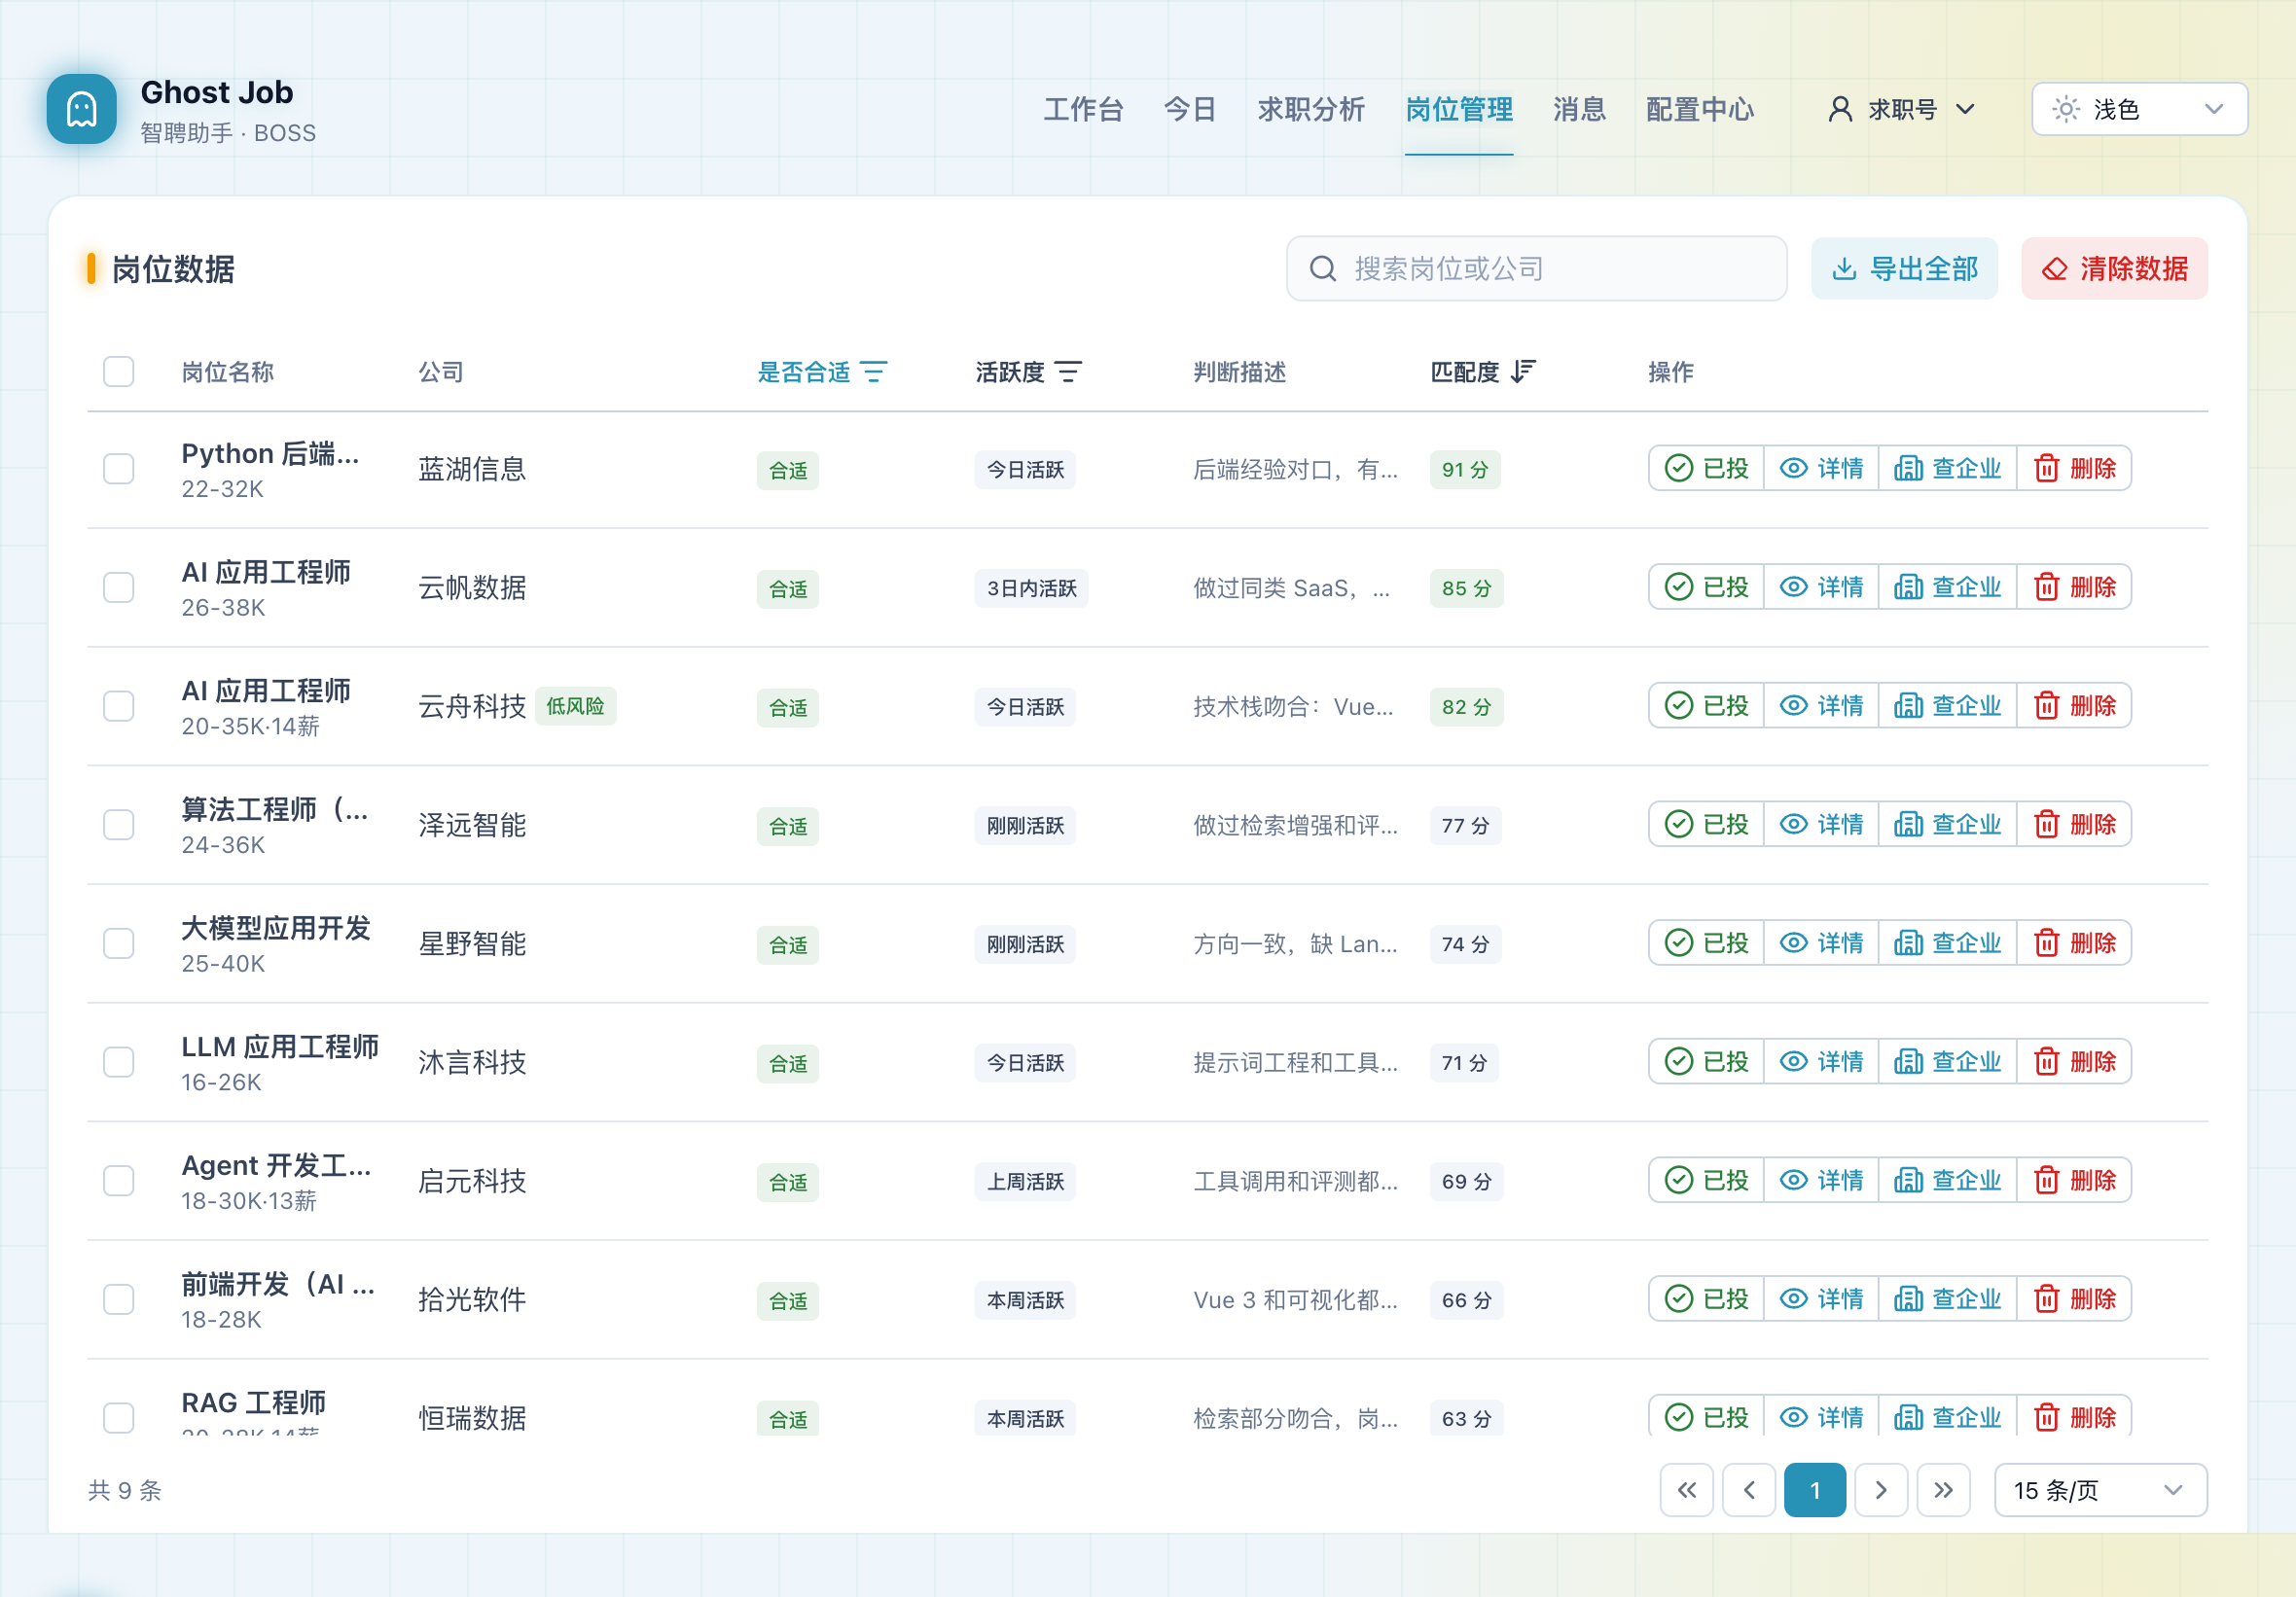 Ghost Job
智聘助手 · BOSS
工作台 今日 求职分析 岗位管理 消息 配置中心 求职号 浅色
岗位数据
搜索岗位或公司 导出全部 清除数据
岗位名称 公司 是否合适 活跃度 判断描述 匹配度 操作
Python 后端...
22-32K
蓝湖信息 合适 今日活跃 后端经验对口，有... 91 分 已投 详情 查企业 删除
AI 应用工程师
26-38K
云帆数据 合适 3日内活跃 做过同类 SaaS，... 85 分 已投 详情 查企业 删除
AI 应用工程师
20-35K·14薪
云舟科技 低风险 合适 今日活跃 技术栈吻合：Vue... 82 分 已投 详情 查企业 删除
算法工程师（...
24-36K
泽远智能 合适 刚刚活跃 做过检索增强和评... 77 分 已投 详情 查企业 删除
大模型应用开发
25-40K
星野智能 合适 刚刚活跃 方向一致，缺 Lan... 74 分 已投 详情 查企业 删除
LLM 应用工程师
16-26K
沐言科技 合适 今日活跃 提示词工程和工具... 71 分 已投 详情 查企业 删除
Agent 开发工...
18-30K·13薪
启元科技 合适 上周活跃 工具调用和评测都... 69 分 已投 详情 查企业 删除
前端开发（AI ...
18-28K
拾光软件 合适 本周活跃 Vue 3 和可视化都... 66 分 已投 详情 查企业 删除
RAG 工程师
恒瑞数据 合适 本周活跃 检索部分吻合，岗... 63 分 已投 详情 查企业 删除
共 9 条 1 15 条/页